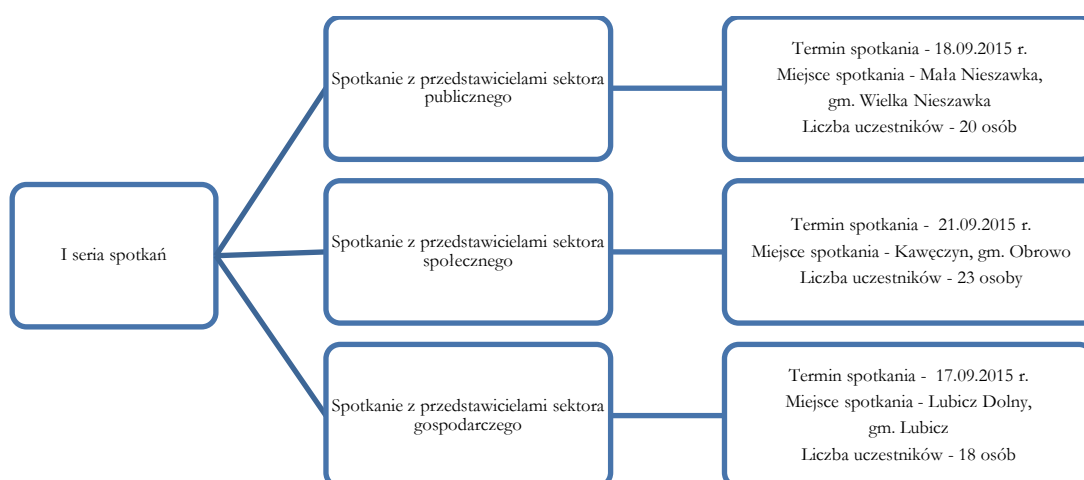 I seria spotkań
Spotkanie z przedstawicielami sektora
publicznego
Termin spotkania - 18.09.2015 r.
Miejsce spotkania - Mała Nieszawka,
gm. Wielka Nieszawka
Liczba uczestników - 20 osób
Spotkanie z przedstawicielami sektora
społecznego
Termin spotkania - 21.09.2015 r.
Miejsce spotkania - Kawęczyn, gm. Obrowo
Liczba uczestników - 23 osoby
Spotkanie z przedstawicielami sektora
gospodarczego
Termin spotkania - 17.09.2015 r.
Miejsce spotkania - Lubicz Dolny,
gm. Lubicz
Liczba uczestników - 18 osób